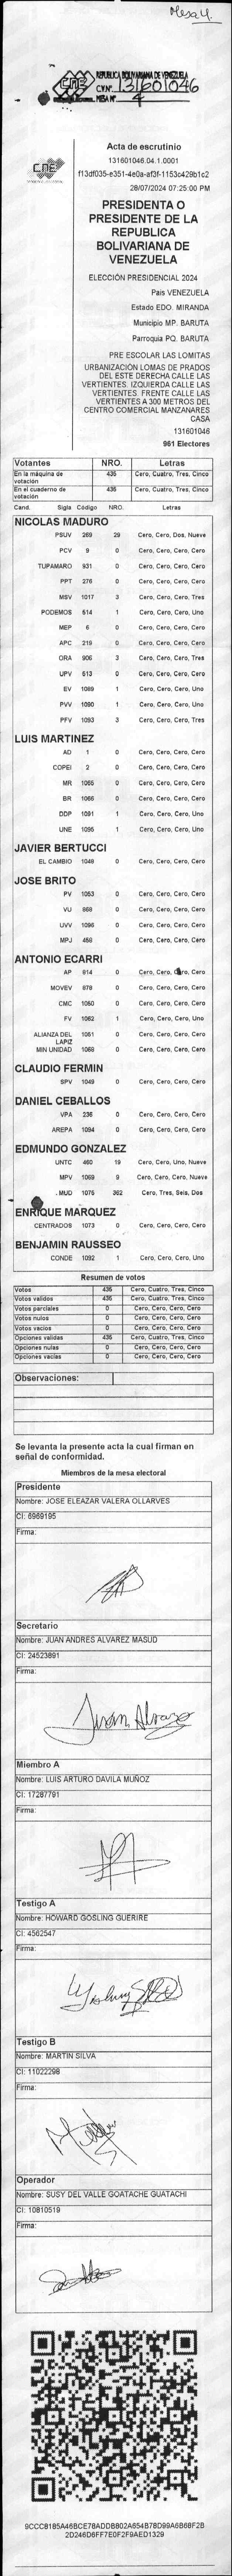 Mesa 4.
REPUBLICA BOLIVARIANA DE VENEZUELA
C.V.Nº 131601046
MESA Nº 4
CNE
Acta de escrutinio
131601046.04.1.0001
f13df035-e351-4e0a-af3f-1153c429b1c2
28/07/2024 07:25:00 PM
PRESIDENTA O
PRESIDENTE DE LA
REPUBLICA
BOLIVARIANA DE
VENEZUELA
ELECCIÓN PRESIDENCIAL 2024
Pais VENEZUELA
Estado EDO. MIRANDA
Municipio MP. BARUTA
Parroquia PQ. BARUTA
PRE ESCOLAR LAS LOMITAS
URBANIZACIÓN LOMAS DE PRADOS
DEL ESTE DERECHA CALLE LAS
VERTIENTES. IZQUIERDA CALLE LAS
VERTIENTES. FRENTE CALLE LAS
VERTIENTES A 300 METROS DEL
CENTRO COMERCIAL MANZANARES
CASA
131601046
961 Electores
Votantes NRO. Letras
En la máquina de votación 435 Cero, Cuatro, Tres, Cinco
En el cuaderno de votación 435 Cero, Cuatro, Tres, Cinco
Cand. Sigla Código NRO. Letras
NICOLAS MADURO
PSUV 269 29 Cero, Cero, Dos, Nueve
PCV 9 0 Cero, Cero, Cero, Cero
TUPAMARO 931 0 Cero, Cero, Cero, Cero
PPT 276 0 Cero, Cero, Cero, Cero
MSV 1017 3 Cero, Cero, Cero, Tres
PODEMOS 514 1 Cero, Cero, Cero, Uno
MEP 6 0 Cero, Cero, Cero, Cero
APC 219 0 Cero, Cero, Cero, Cero
ORA 906 3 Cero, Cero, Cero, Tres
UPV 513 0 Cero, Cero, Cero, Cero
EV 1089 1 Cero, Cero, Cero, Uno
PVV 1090 1 Cero, Cero, Cero, Uno
PFV 1093 3 Cero, Cero, Cero, Tres
LUIS MARTINEZ
AD 1 0 Cero, Cero, Cero, Cero
COPEI 2 0 Cero, Cero, Cero, Cero
MR 1055 0 Cero, Cero, Cero, Cero
BR 1066 0 Cero, Cero, Cero, Cero
DDP 1091 1 Cero, Cero, Cero, Uno
UNE 1095 1 Cero, Cero, Cero, Uno
JAVIER BERTUCCI
EL CAMBIO 1048 0 Cero, Cero, Cero, Cero
JOSE BRITO
PV 1053 0 Cero, Cero, Cero, Cero
VU 868 0 Cero, Cero, Cero, Cero
UVV 1096 0 Cero, Cero, Cero, Cero
MPJ 458 0 Cero, Cero, Cero, Cero
ANTONIO ECARRI
AP 814 0 Cero, Cero, Cero, Cero
MOVEV 878 0 Cero, Cero, Cero, Cero
CMC 1050 0 Cero, Cero, Cero, Cero
FV 1052 1 Cero, Cero, Cero, Uno
ALIANZA DEL LAPIZ 1051 0 Cero, Cero, Cero, Cero
MIN UNIDAD 1068 0 Cero, Cero, Cero, Cero
CLAUDIO FERMIN
SPV 1049 0 Cero, Cero, Cero, Cero
DANIEL CEBALLOS
VPA 236 0 Cero, Cero, Cero, Cero
AREPA 1094 0 Cero, Cero, Cero, Cero
EDMUNDO GONZALEZ
UNTC 460 19 Cero, Cero, Uno, Nueve
MPV 1069 9 Cero, Cero, Cero, Nueve
MUD 1075 362 Cero, Tres, Seis, Dos
ENRIQUE MARQUEZ
CENTRADOS 1073 0 Cero, Cero, Cero, Cero
BENJAMIN RAUSSEO
CONDE 1092 1 Cero, Cero, Cero, Uno
Resumen de votos
Votos 435 Cero, Cuatro, Tres, Cinco
Votos validos 435 Cero, Cuatro, Tres, Cinco
Votos parciales 0 Cero, Cero, Cero, Cero
Votos nulos 0 Cero, Cero, Cero, Cero
Votos vacios 0 Cero, Cero, Cero, Cero
Opciones validas 435 Cero, Cuatro, Tres, Cinco
Opciones nulas 0 Cero, Cero, Cero, Cero
Opciones vacias 0 Cero, Cero, Cero, Cero
Observaciones:
Se levanta la presente acta la cual firman en
señal de conformidad.
Miembros de la mesa electoral
Presidente
Nombre: JOSE ELEAZAR VALERA OLLARVES
CI: 6969195
Firma:
Secretario
Nombre: JUAN ANDRES ALVAREZ MASUD
CI: 24523891
Firma:
Juan Alvarez
Miembro A
Nombre: LUIS ARTURO DAVILA MUÑOZ
CI: 17287791
Firma:
Testigo A
Nombre: HOWARD GOSLING GUERIRE
CI: 4562547
Firma:
Testigo B
Nombre: MARTIN SILVA
CI: 11022298
Firma:
Operador
Nombre: SUSY DEL VALLE GOATACHE GUATACHI
CI: 10810519
Firma:
9CCC8185A46BCE78ADDB802A654B78D99A6B68F2B
2D246D6FF7E0F2F9AED1329